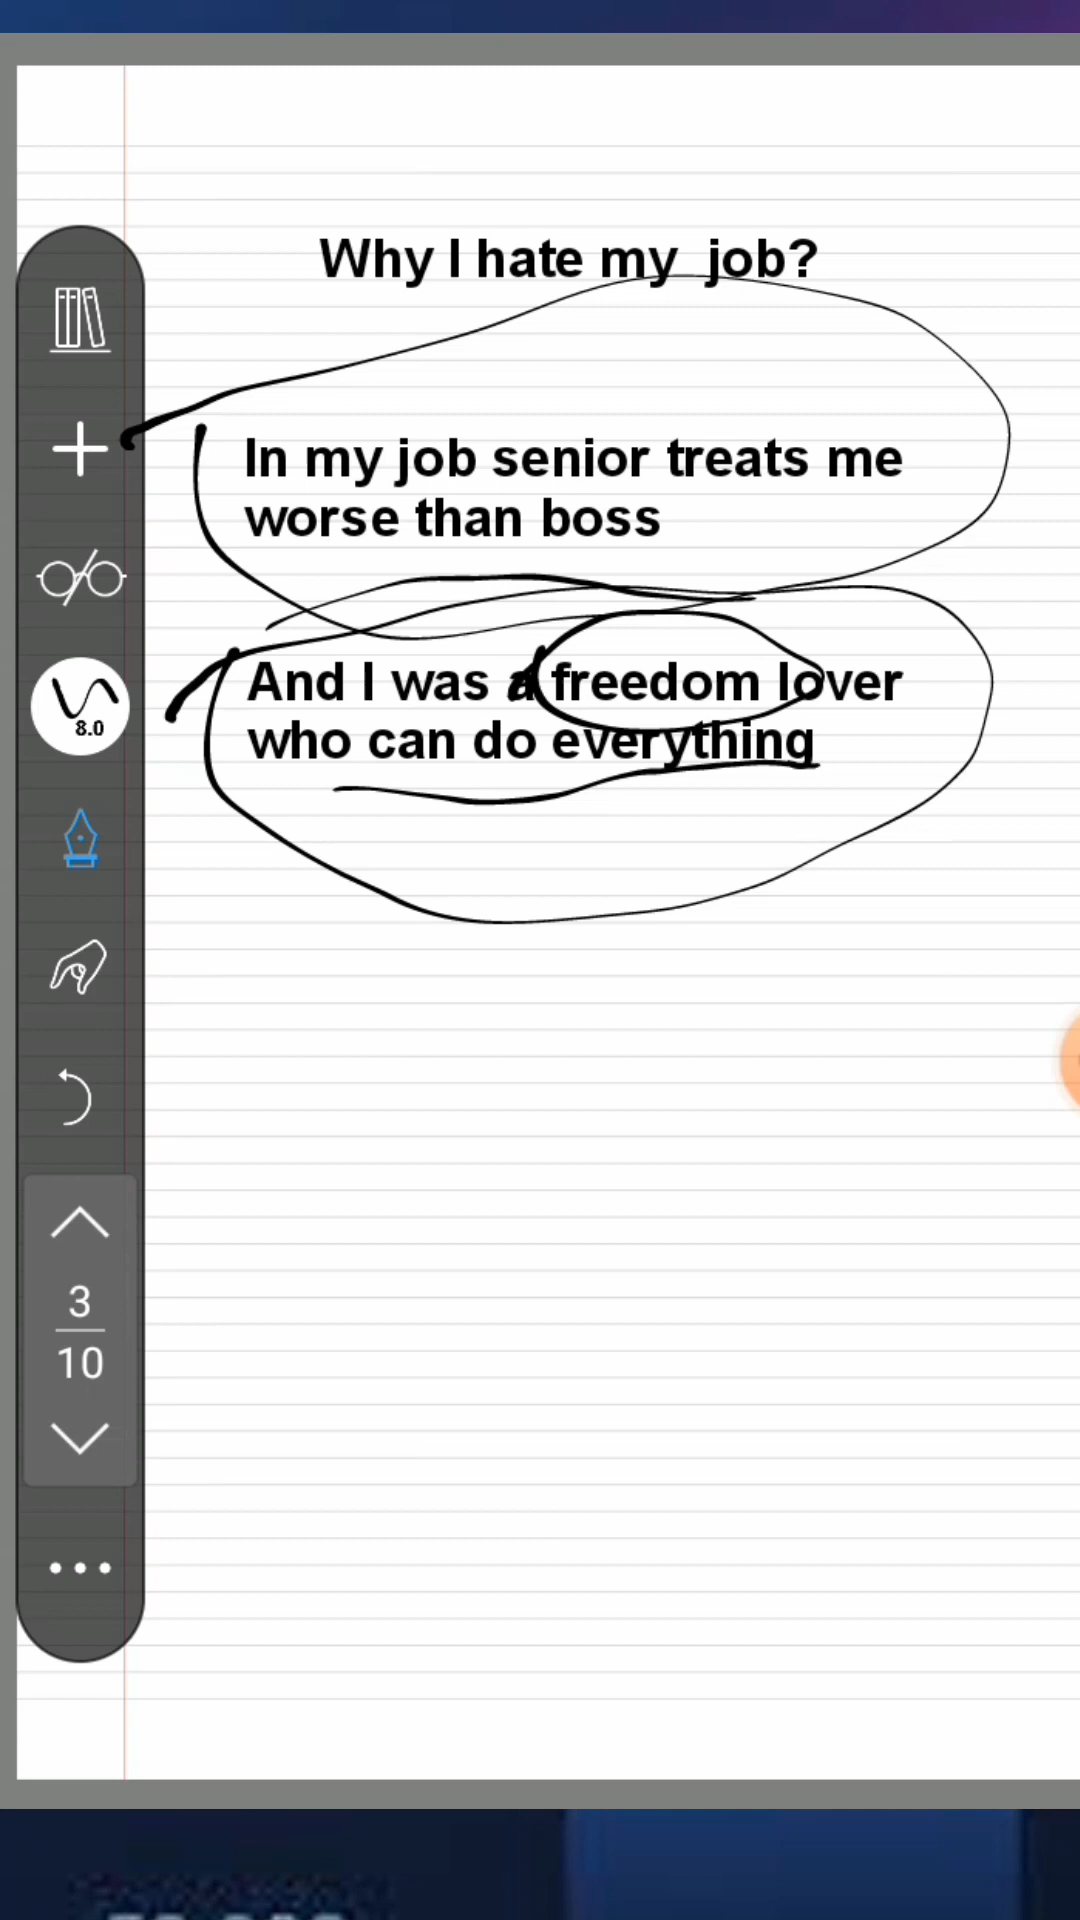 Why I hate my job?
In my job senior treats me
worse than boss
8.0
And I was a freedom lover
who can do everything
3
10